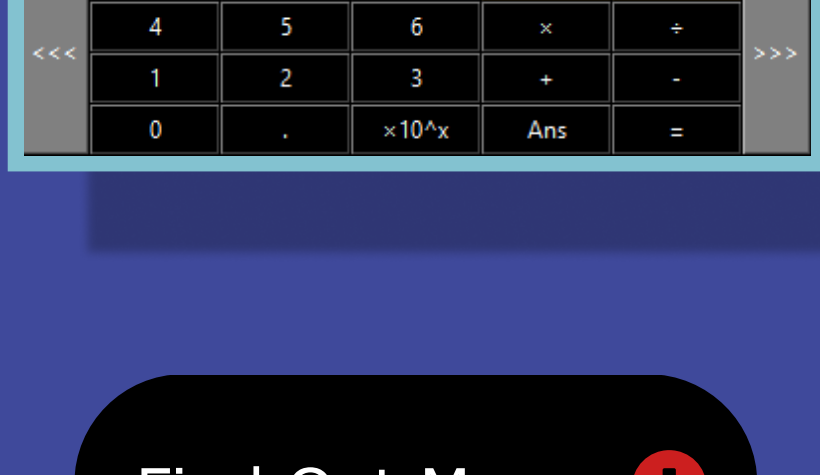 4 5 6 × ÷
<<< >>>
1 2 3 + -
0 . ×10^x Ans =